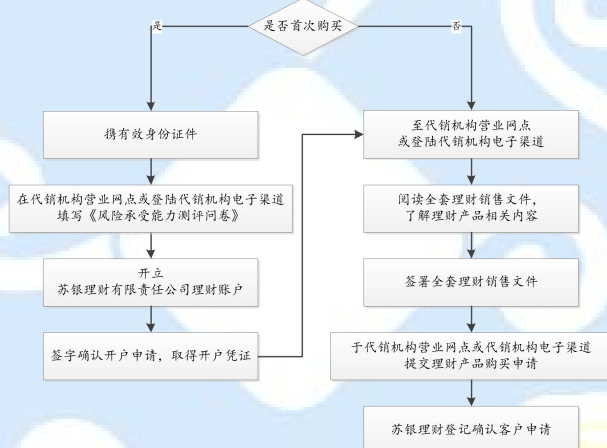 是否首次购买
是
否
携有效身份证件
在代销机构营业网点或登陆代销机构电子渠道
填写《风险承受能力测评问卷》
开立
苏银理财有限责任公司理财账户
签字确认开户申请，取得开户凭证
至代销机构营业网点
或登陆代销机构电子渠道
阅读全套理财销售文件，
了解理财产品相关内容
签署全套理财销售文件
于代销机构营业网点或代销机构电子渠道
提交理财产品购买申请
苏银理财登记确认客户申请